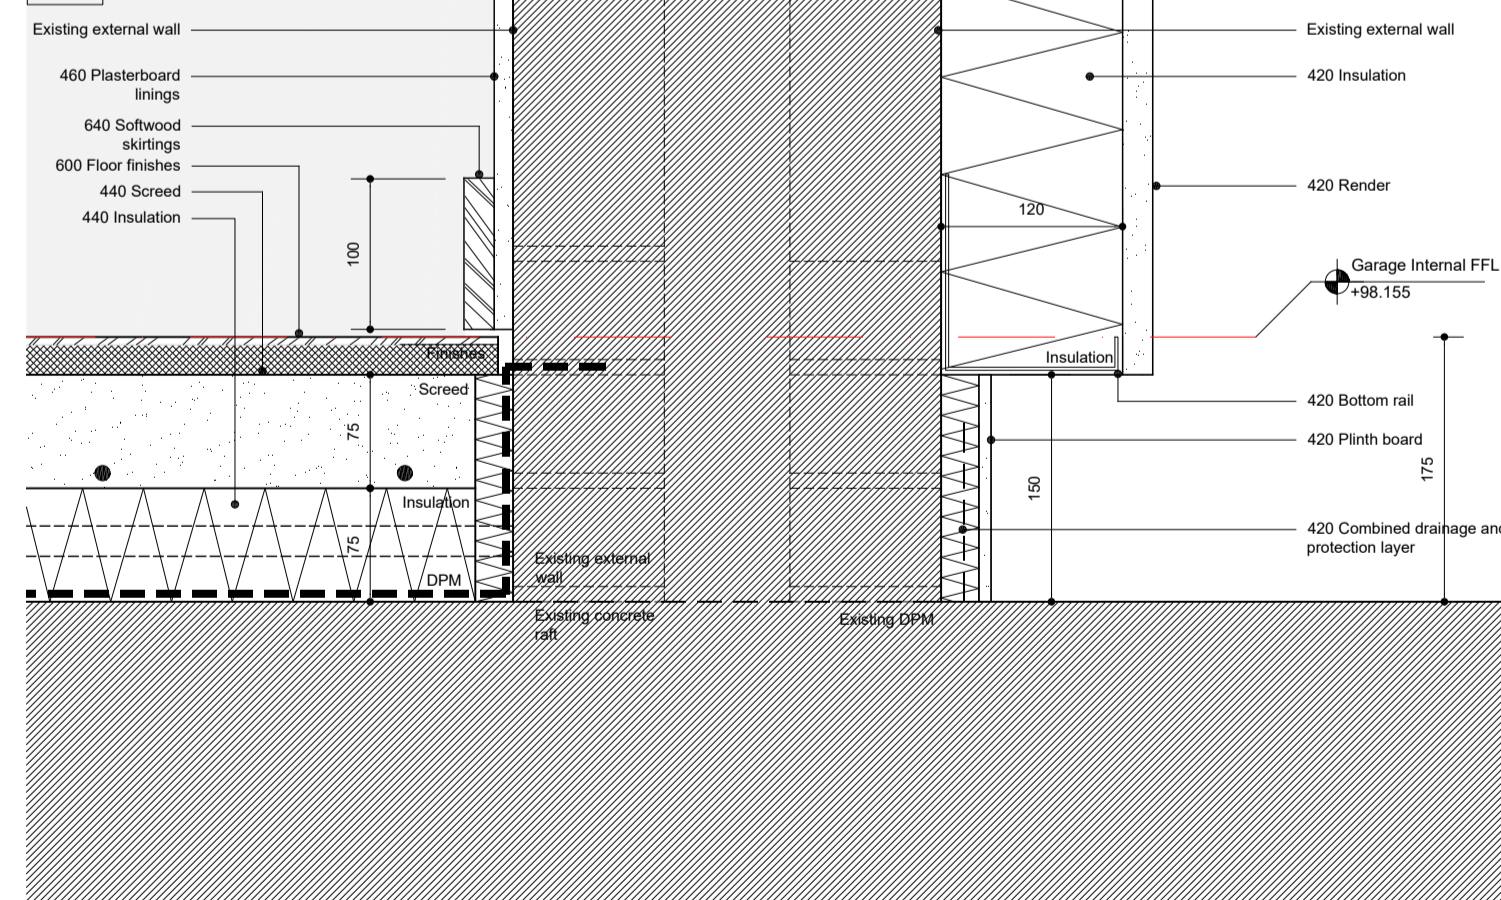 Existing external wall
460 Plasterboard
linings
640 Softwood
skirtings
600 Floor finishes
440 Screed
440 Insulation
100
Finishes
Screed
75
Insulation
75
DPM
Existing external
wall
Existing concrete
raft
Existing DPM
Existing external wall
420 Insulation
420 Render
120
Garage Internal FFL
+98.155
Insulation
420 Bottom rail
420 Plinth board
150
175
420 Combined drainage and
protection layer